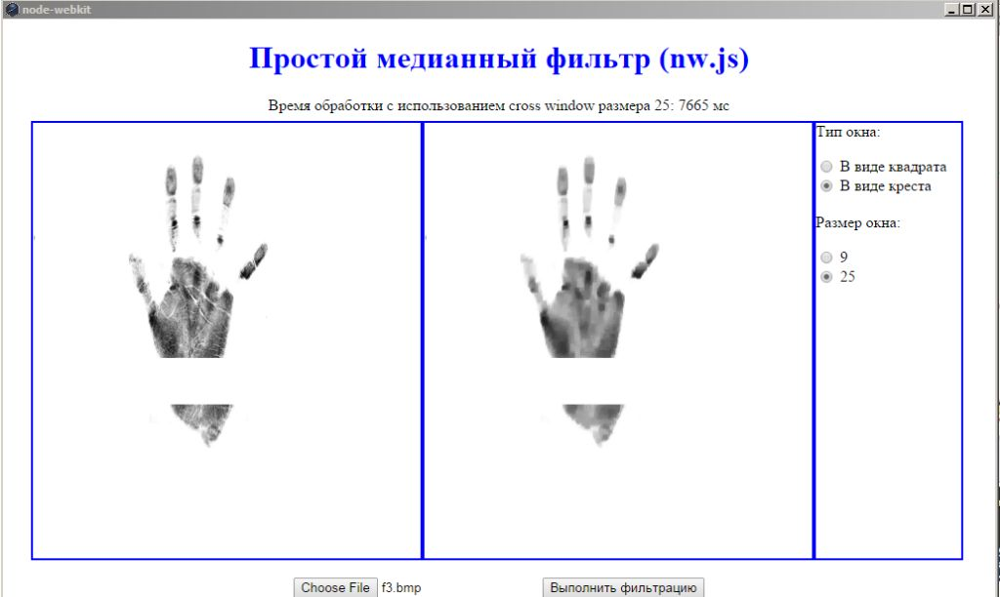 node-webkit
Простой медианный фильтр (nw.js)
Время обработки с использованием cross window размера 25: 7665 мс
Тип окна:
В виде квадрата
В виде креста
Размер окна:
9
25
Choose File f3.bmp
Выполнить фильтрацию